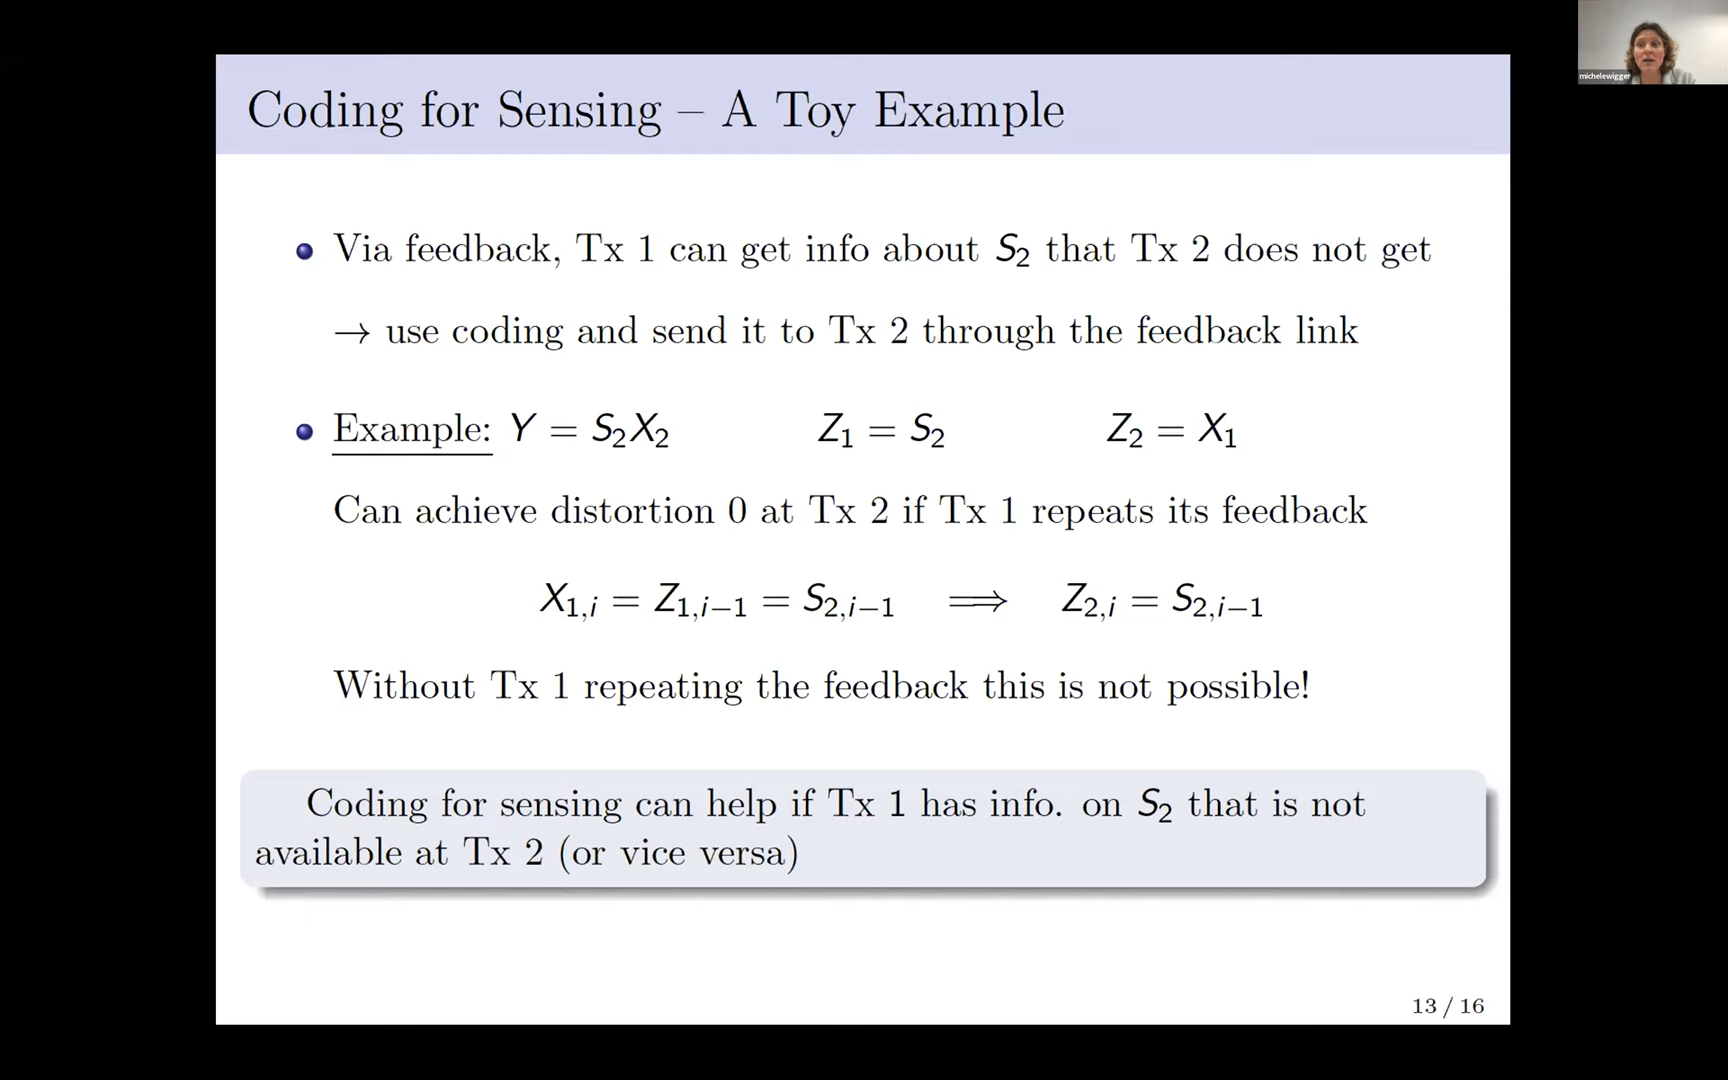 michelewigger
Coding for Sensing – A Toy Example
Via feedback, Tx 1 can get info about S₂ that Tx 2 does not get
→ use coding and send it to Tx 2 through the feedback link
Example: Y = S₂X₂ Z₁ = S₂ Z₂ = X₁
Can achieve distortion 0 at Tx 2 if Tx 1 repeats its feedback
X₁,ᵢ = Z₁,ᵢ₋₁ = S₂,ᵢ₋₁ ⟹ Z₂,ᵢ = S₂,ᵢ₋₁
Without Tx 1 repeating the feedback this is not possible!
Coding for sensing can help if Tx 1 has info. on S₂ that is not
available at Tx 2 (or vice versa)
13 / 16